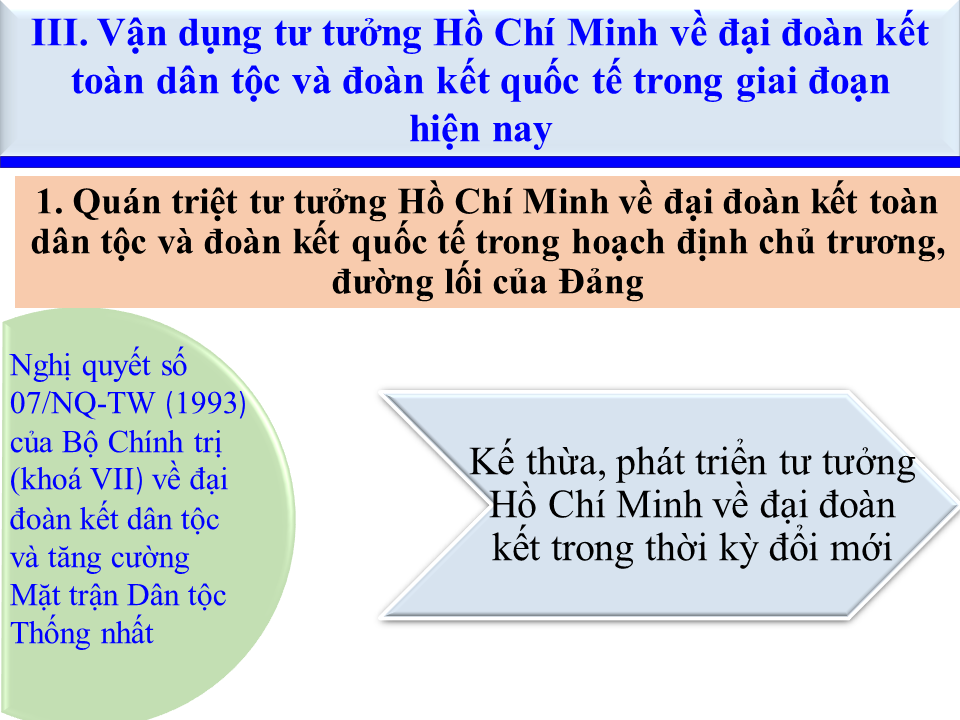 III. Vận dụng tư tưởng Hồ Chí Minh về đại đoàn kết
toàn dân tộc và đoàn kết quốc tế trong giai đoạn
hiện nay
1. Quán triệt tư tưởng Hồ Chí Minh về đại đoàn kết toàn
dân tộc và đoàn kết quốc tế trong hoạch định chủ trương,
đường lối của Đảng
Nghị quyết số
07/NQ-TW (1993)
của Bộ Chính trị
(khoá VII) về đại
đoàn kết dân tộc
và tăng cường
Mặt trận Dân tộc
Thống nhất
Kế thừa, phát triển tư tưởng
Hồ Chí Minh về đại đoàn
kết trong thời kỳ đổi mới